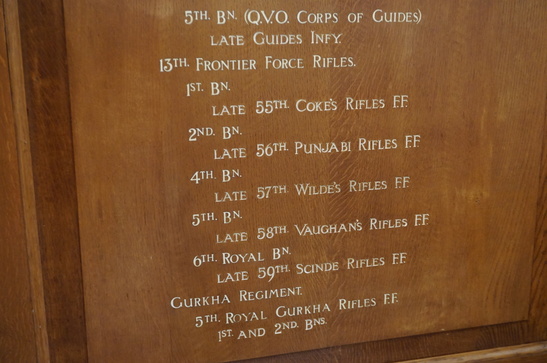 5TH. BN. (Q.V.O. CORPS OF GUIDES)
LATE GUIDES INFY.
13TH. FRONTIER FORCE RIFLES.
1ST. BN.
LATE 55TH. COKE'S RIFLES F.F.
2ND. BN.
LATE 56TH. PUNJABI RIFLES F.F.
4TH. BN.
LATE 57TH. WILDE'S RIFLES F.F.
5TH. BN.
LATE 58TH. VAUGHAN'S RIFLES F.F.
6TH. ROYAL BN.
LATE 59TH. SCINDE RIFLES F.F.
GURKHA REGIMENT.
5TH. ROYAL GURKHA RIFLES F.F.
1ST. AND 2ND. BNS.